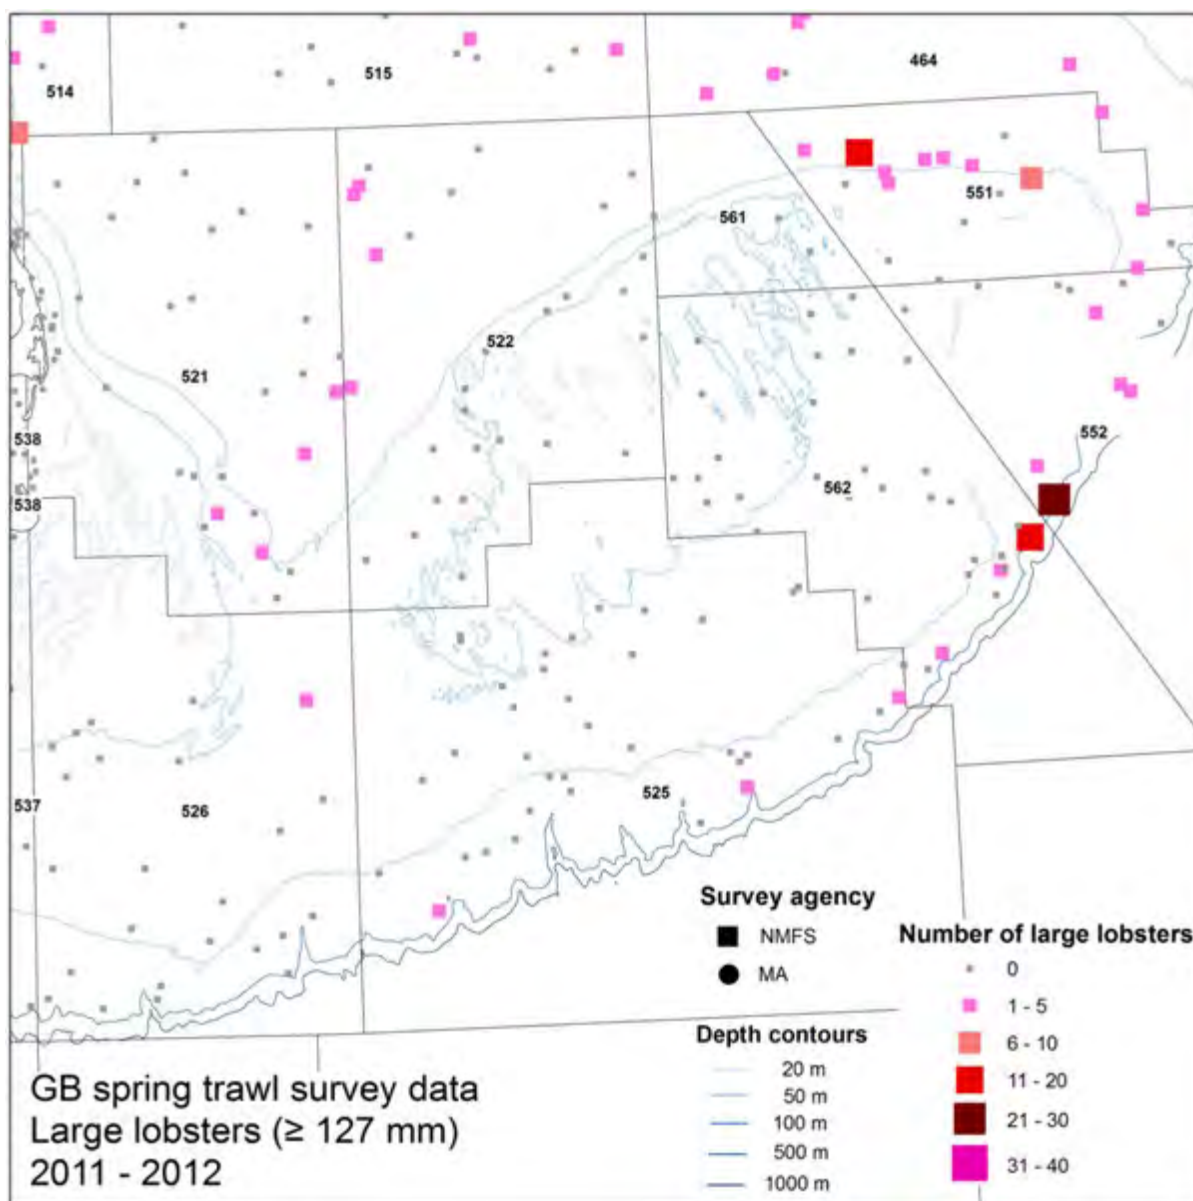 514
515
464
551
561
522
521
538
552
538
562
537
526
525
Survey agency
NMFS
MA
Number of large lobsters
0
1 - 5
6 - 10
11 - 20
21 - 30
31 - 40
Depth contours
20 m
50 m
100 m
500 m
1000 m
GB spring trawl survey data
Large lobsters (≥ 127 mm)
2011 - 2012